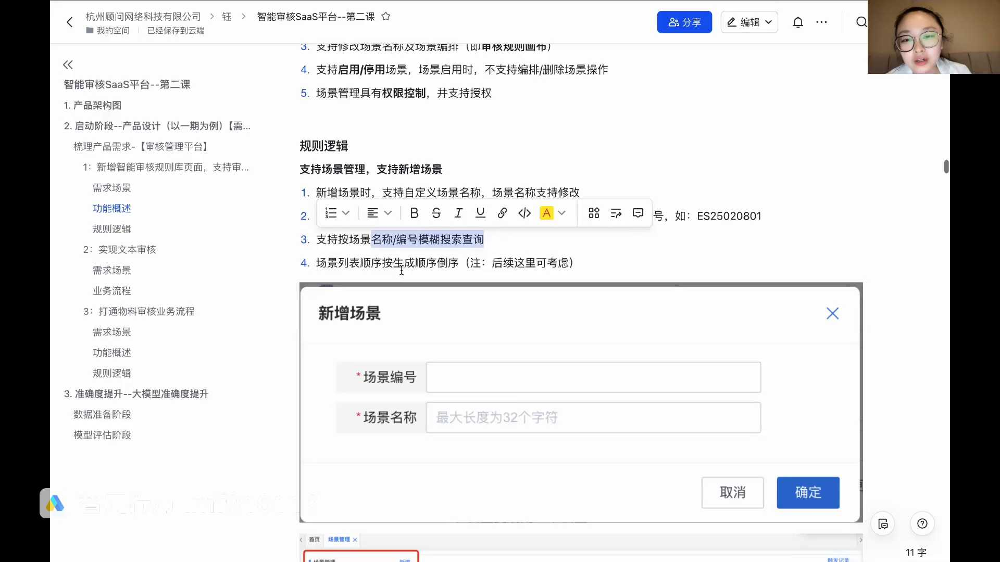 杭州顾问网络科技有限公司 > 钰 > 智能审核SaaS平台--第二课
我的空间 已经保存到云端
分享
编辑
智能审核SaaS平台--第二课
1. 产品架构图
2. 启动阶段--产品设计（以一期为例）【需...
梳理产品需求-【审核管理平台】
1：新增智能审核规则库页面，支持审...
需求场景
功能概述
规则逻辑
2：实现文本审核
需求场景
业务流程
3：打通物料审核业务流程
需求场景
功能概述
规则逻辑
3. 准确度提升--大模型准确度提升
数据准备阶段
模型评估阶段
3. 支持修改场景名称及场景编排（即审核规则画布）
4. 支持启用/停用场景，场景启用时，不支持编排/删除场景操作
5. 场景管理具有权限控制，并支持授权
规则逻辑
支持场景管理，支持新增场景
1. 新增场景时，支持自定义场景名称，场景名称支持修改
2. 号，如：ES25020801
3. 支持按场景名称/编号模糊搜索查询
4. 场景列表顺序按生成顺序倒序（注：后续这里可考虑）
新增场景
*场景编号
*场景名称 最大长度为32个字符
取消 确定
首页 场景管理
场景管理 新增 触发记录
11 字